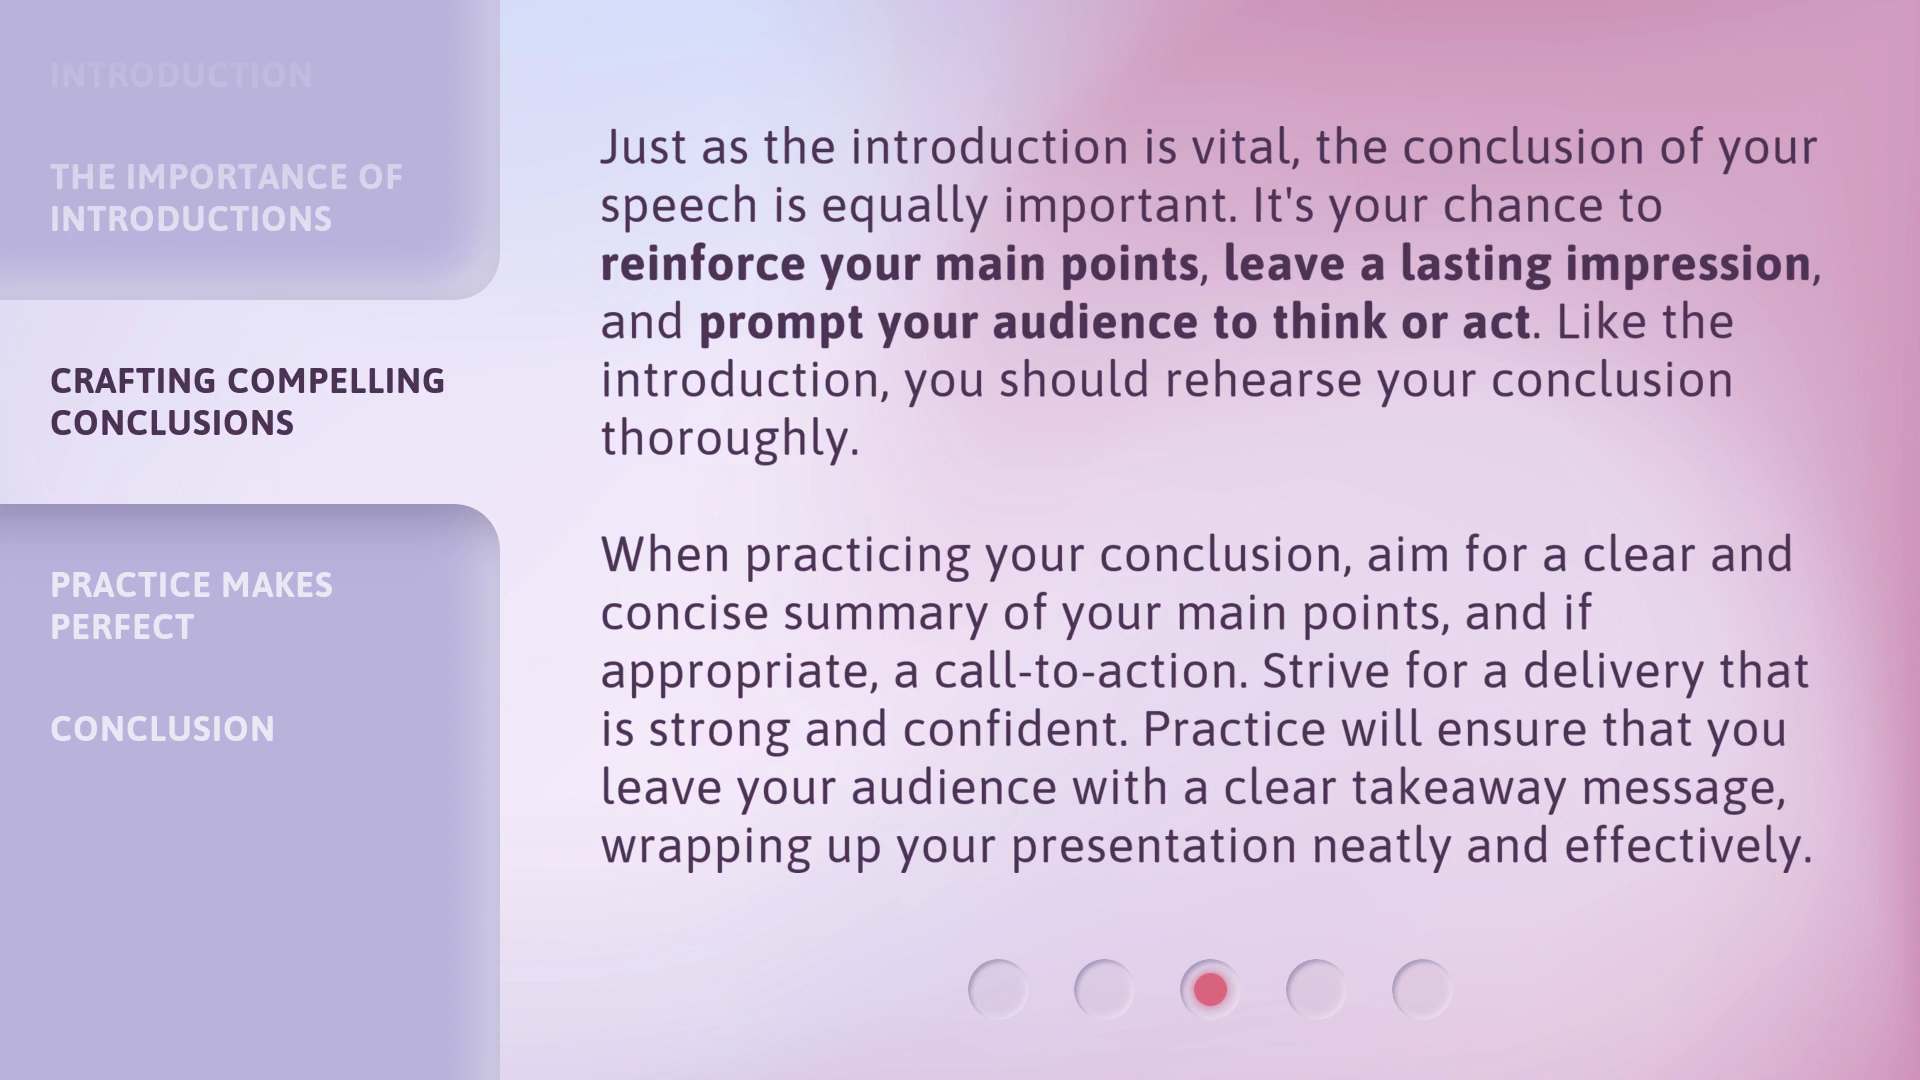 INTRODUCTION
THE IMPORTANCE OF
INTRODUCTIONS
CRAFTING COMPELLING
CONCLUSIONS
PRACTICE MAKES
PERFECT
CONCLUSION
Just as the introduction is vital, the conclusion of your
speech is equally important. It's your chance to
reinforce your main points, leave a lasting impression,
and prompt your audience to think or act. Like the
introduction, you should rehearse your conclusion
thoroughly.
When practicing your conclusion, aim for a clear and
concise summary of your main points, and if
appropriate, a call-to-action. Strive for a delivery that
is strong and confident. Practice will ensure that you
leave your audience with a clear takeaway message,
wrapping up your presentation neatly and effectively.